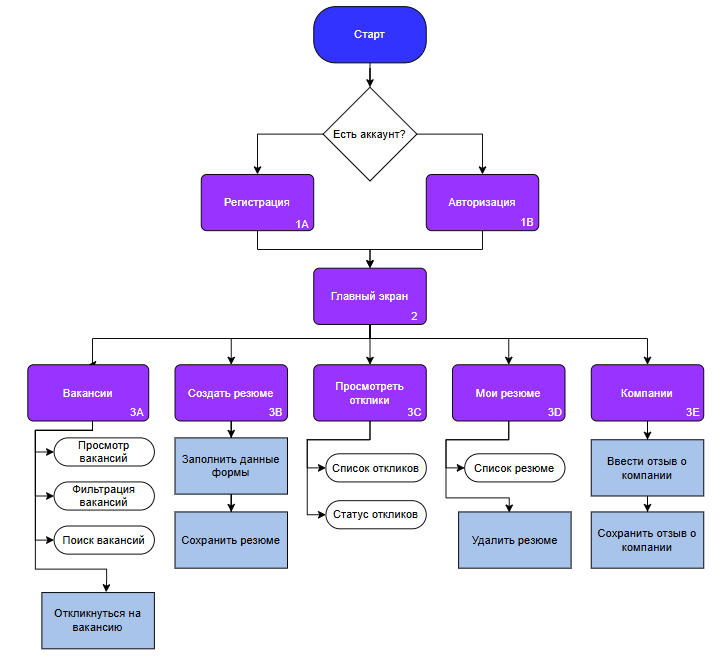 Старт
Есть аккаунт?
Регистрация
1A
Авторизация
1B
Главный экран
2
Вакансии
3A
Создать резюме
3B
Просмотреть
отклики
3C
Мои резюме
3D
Компании
3E
Просмотр
вакансий
Фильтрация
вакансий
Поиск вакансий
Откликнуться на
вакансию
Заполнить данные
формы
Сохранить резюме
Список откликов
Статус откликов
Список резюме
Удалить резюме
Ввести отзыв о
компании
Сохранить отзыв о
компании